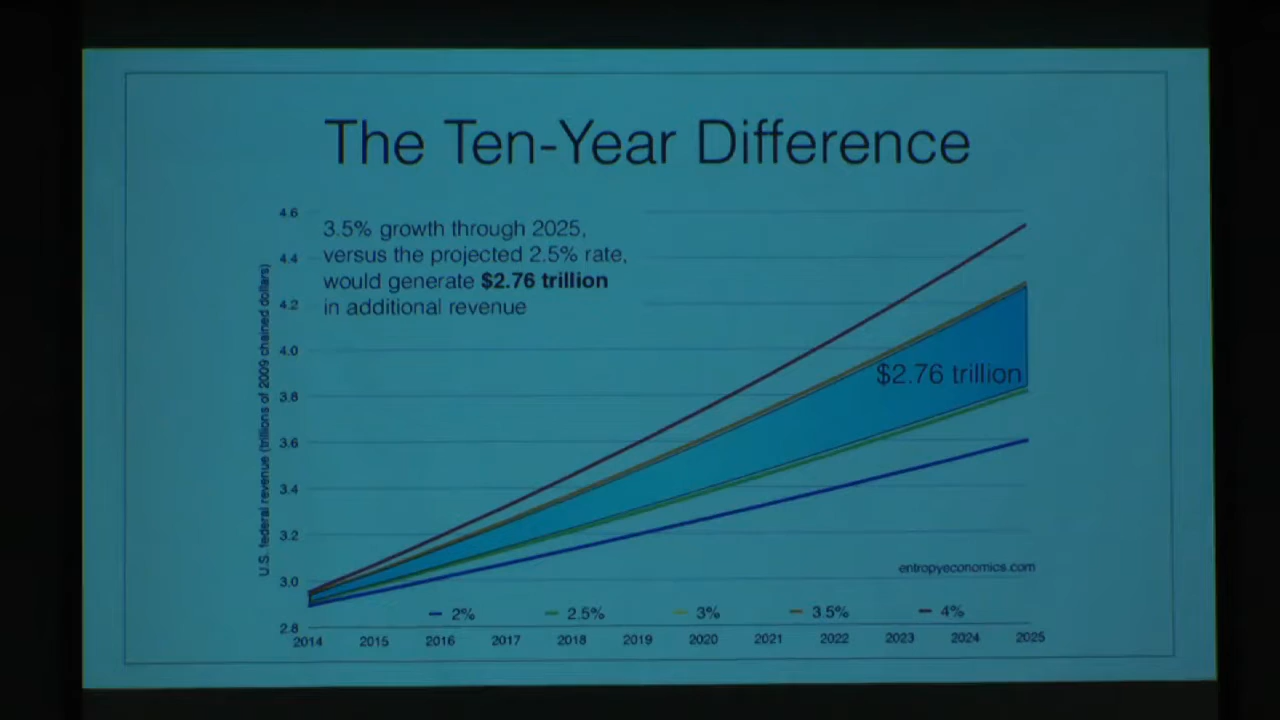 The Ten-Year Difference
3.5% growth through 2025,
versus the projected 2.5% rate,
would generate $2.76 trillion
in additional revenue
U.S. federal revenue (trillions of 2009 chained dollars)
4.6
4.4
4.2
4.0
3.8
3.6
3.4
3.2
3.0
2.8
$2.76 trillion
entropyeconomics.com
2% 2.5% 3% 3.5% 4%
2014 2015 2016 2017 2018 2019 2020 2021 2022 2023 2024 2025